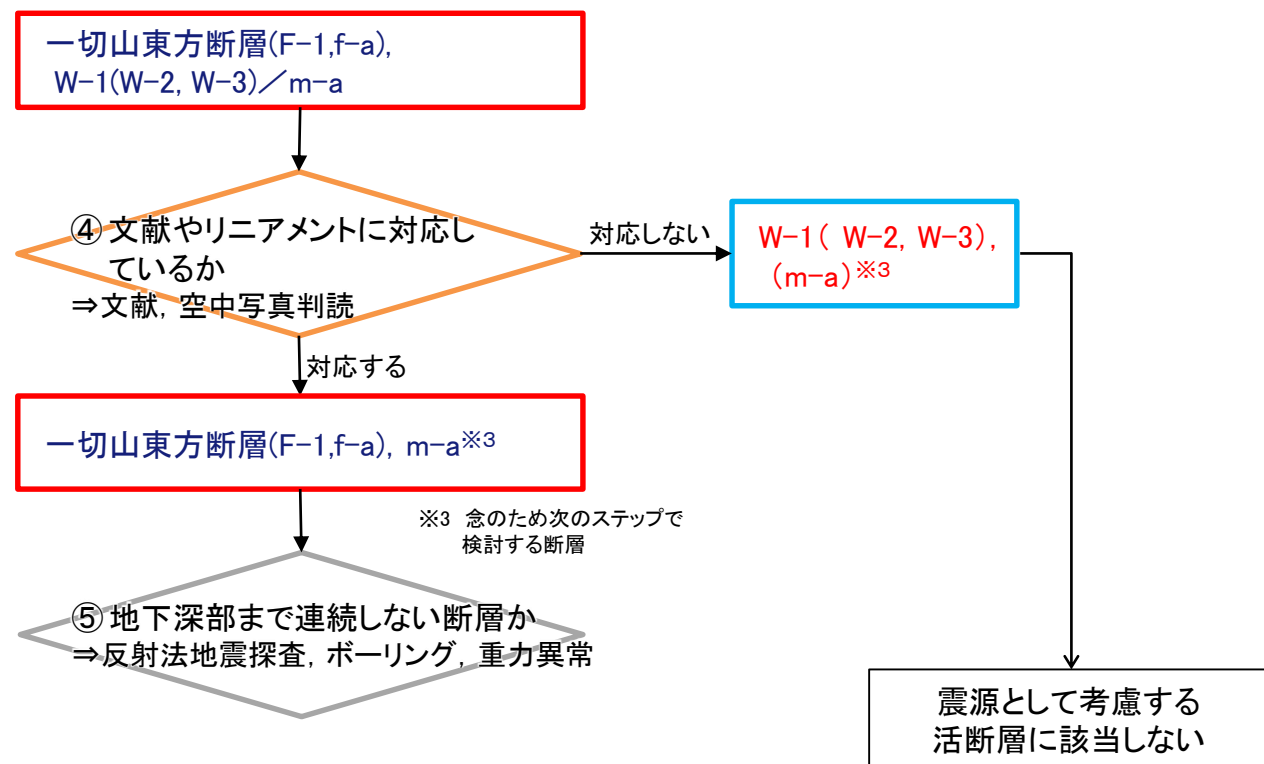 一切山東方断層(F-1,f-a),
W-1(W-2, W-3)／m-a
④ 文献やリニアメントに対応し
ているか
⇒文献, 空中写真判読
対応しない
W-1( W-2, W-3),
(m-a)※3
対応する
一切山東方断層(F-1,f-a), m-a※3
※3 念のため次のステップで
検討する断層
⑤ 地下深部まで連続しない断層か
⇒反射法地震探査, ボーリング, 重力異常
震源として考慮する
活断層に該当しない